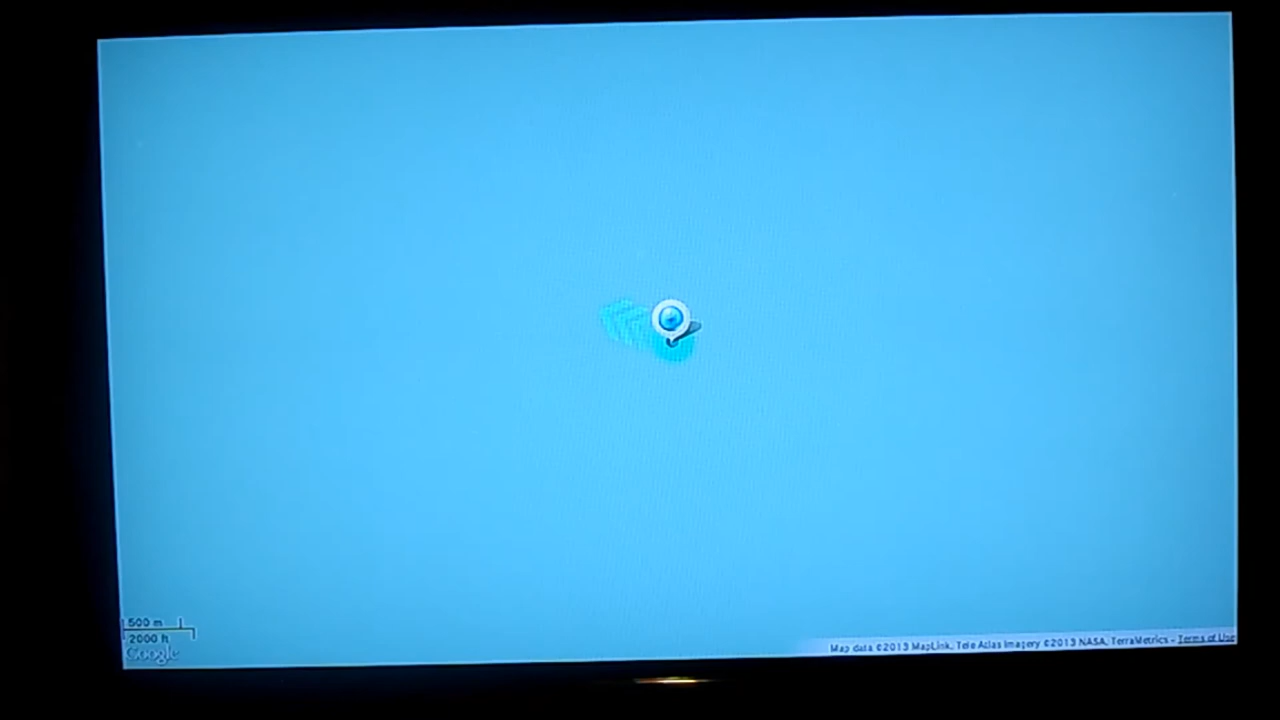 500 m
2000 ft
Google
Map data ©2013 MapLink, Tele Atlas Imagery ©2013 NASA, TerraMetrics - Terms of Use